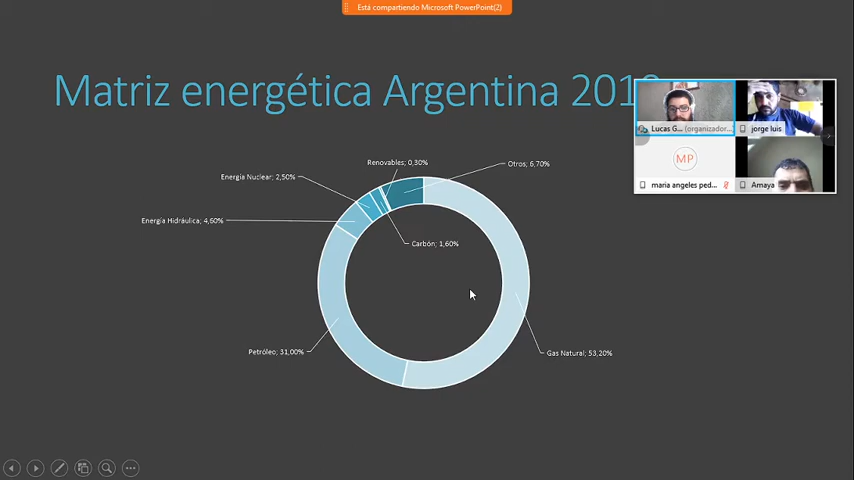 Está compartiendo Microsoft PowerPoint(2)
Matriz energética Argentina
Lucas G... (organizador...
jorge luis
MP
maria angeles ped...
Amaya
Renovables; 0,30%
Otros; 6,70%
Energía Nuclear; 2,50%
Energía Hidráulica; 4,60%
Carbón; 1,60%
Petróleo; 31,00%
Gas Natural; 53,20%